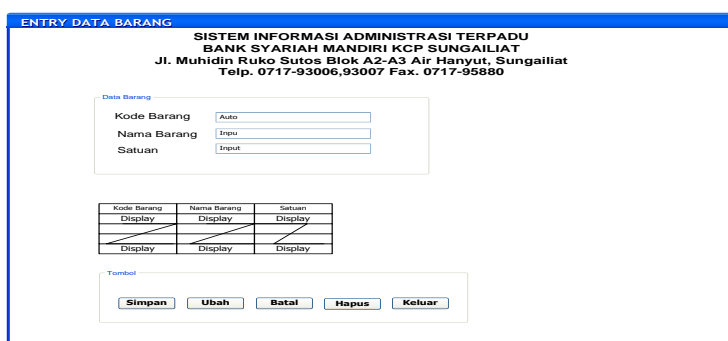 ENTRY DATA BARANG
SISTEM INFORMASI ADMINISTRASI TERPADU
BANK SYARIAH MANDIRI KCP SUNGAILIAT
Jl. Muhidin Ruko Sutos Blok A2-A3 Air Hanyut, Sungailiat
Telp. 0717-93006,93007 Fax. 0717-95880
Data Barang
Kode Barang Auto
Nama Barang Inpu
Satuan Input
Kode Barang Nama Barang Satuan
Display Display Display
Display Display Display
Tombol
Simpan Ubah Batal Hapus Keluar